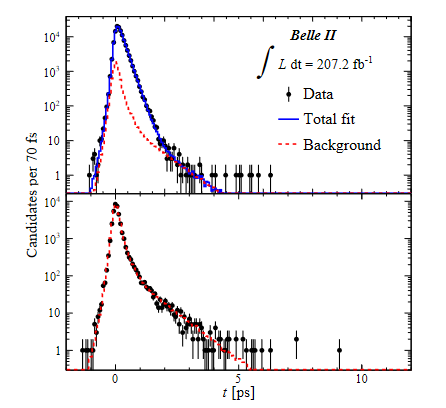 Belle II
∫ L dt = 207.2 fb⁻¹
Data
Total fit
Background
Candidates per 70 fs
10⁴
10³
10²
10
1
10⁴
10³
10²
10
1
0 5 10
t [ps]